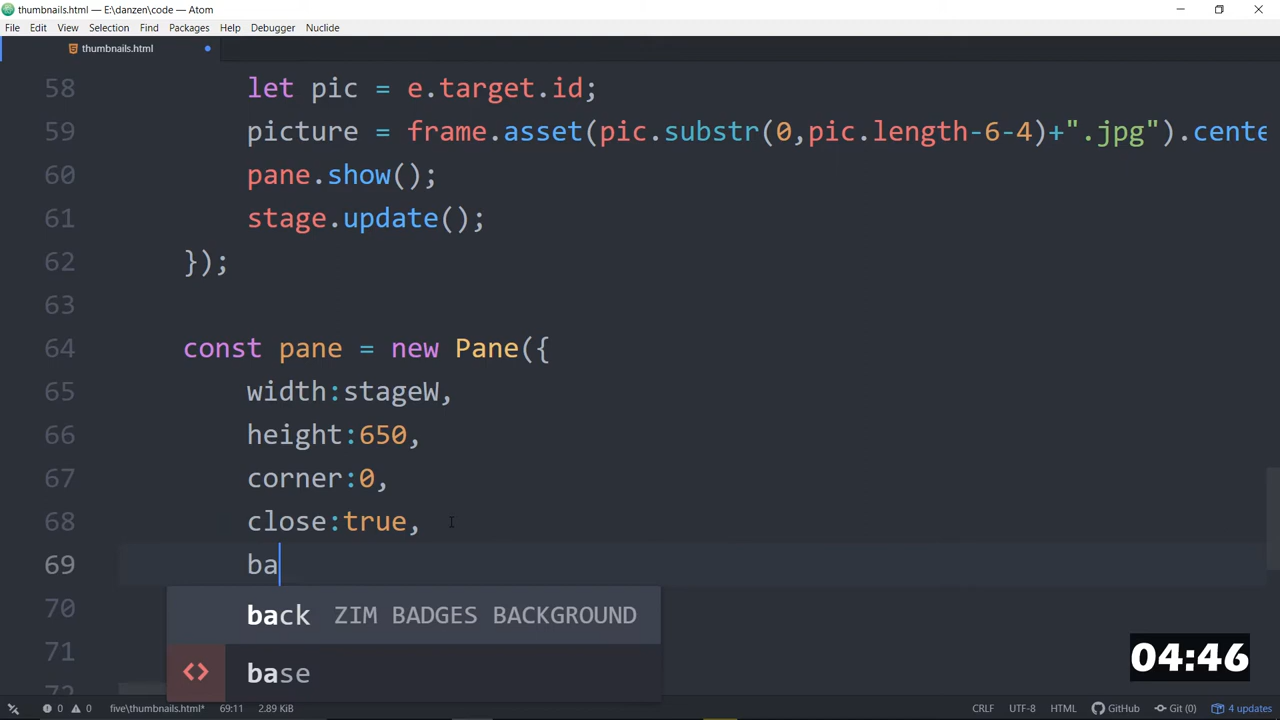 thumbnails.html — E:\danzen\code — Atom
File Edit View Selection Find Packages Help Debugger Nuclide
thumbnails.html
58 let pic = e.target.id;
59 picture = frame.asset(pic.substr(0,pic.length-6-4)+".jpg").cente
60 pane.show();
61 stage.update();
62 });
63
64 const pane = new Pane({
65 width:stageW,
66 height:650,
67 corner:0,
68 close:true,
69 ba
back ZIM BADGES BACKGROUND
70
base
71
04:46
72
0 0 five\thumbnails.html* 69:11 2.89 KiB CRLF UTF-8 HTML GitHub Git (0) 4 updates